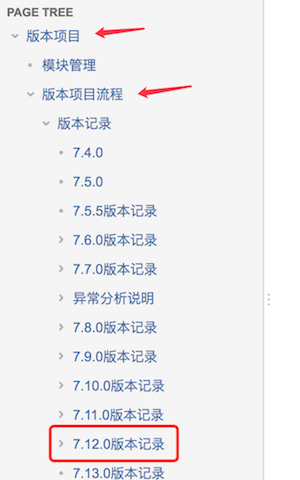 PAGE TREE
版本项目
模块管理
版本项目流程
版本记录
7.4.0
7.5.0
7.5.5版本记录
7.6.0版本记录
7.7.0版本记录
异常分析说明
7.8.0版本记录
7.9.0版本记录
7.10.0版本记录
7.11.0版本记录
7.12.0版本记录
7.13.0版本记录